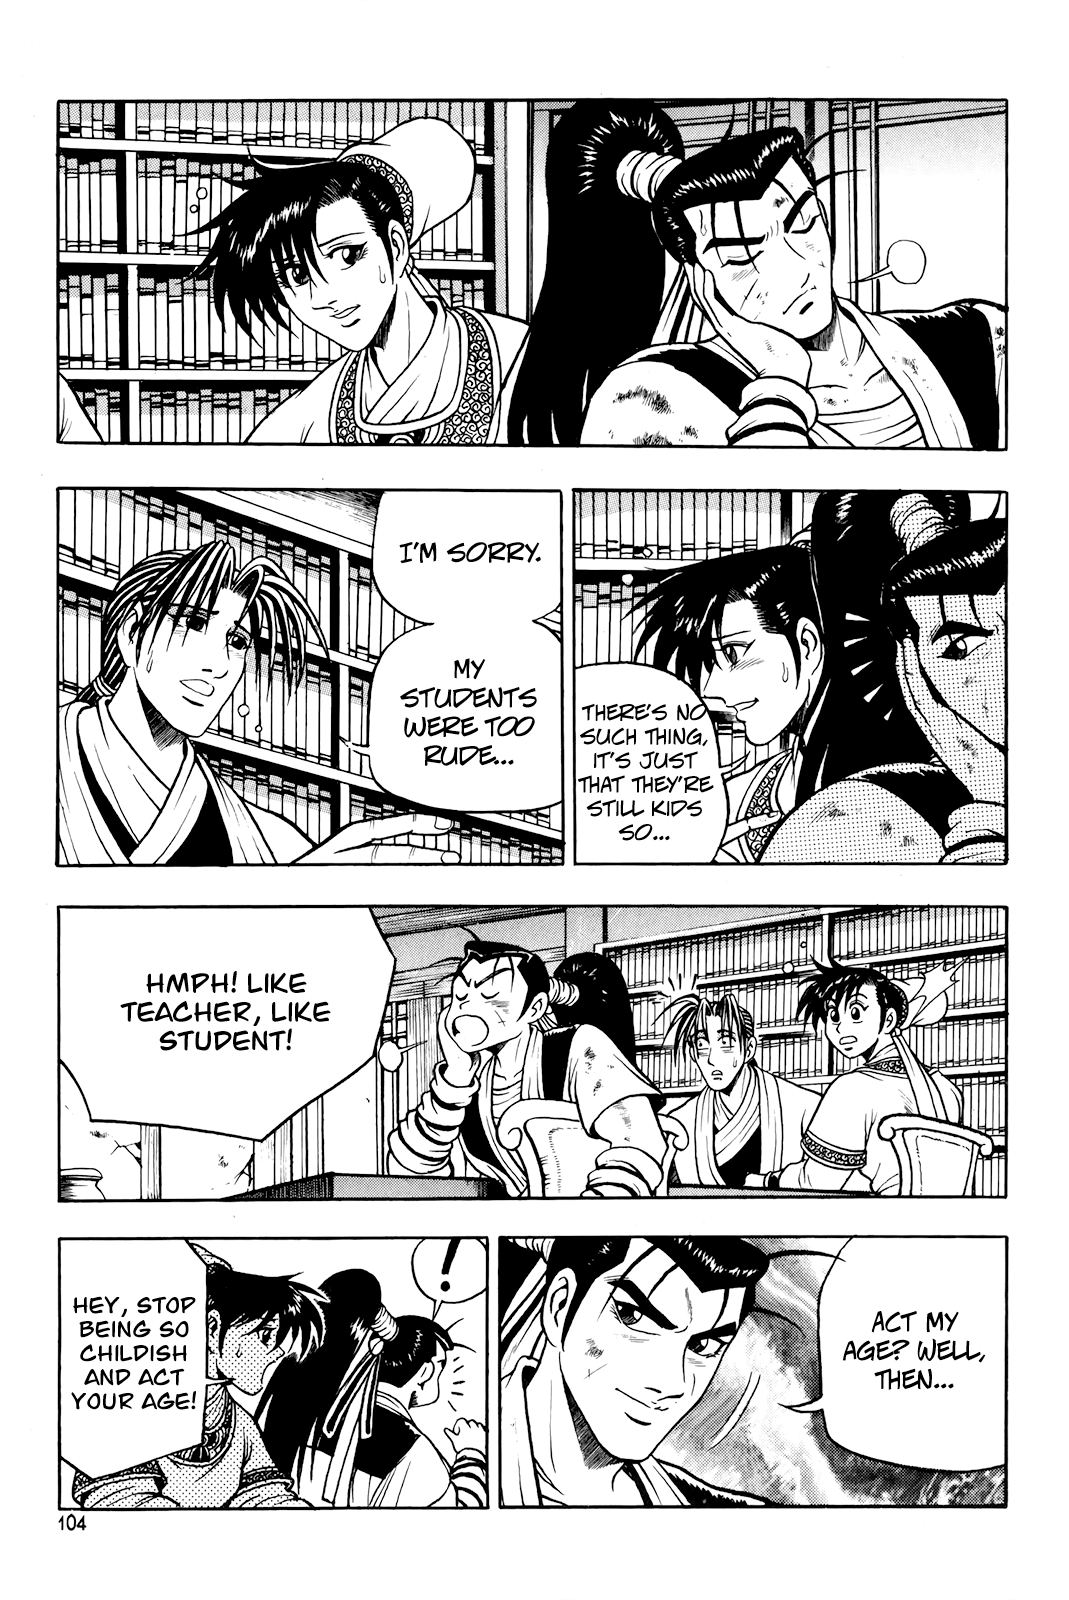 I'M SORRY.
MY
STUDENTS
WERE TOO
RUDE...
THERE'S NO
SUCH THING,
IT'S JUST
THAT THEY'RE
STILL KIDS
SO...
HMPH! LIKE
TEACHER, LIKE
STUDENT!
HEY, STOP
BEING SO
CHILDISH
AND ACT
YOUR AGE!
!
ACT MY
AGE? WELL,
THEN...
104